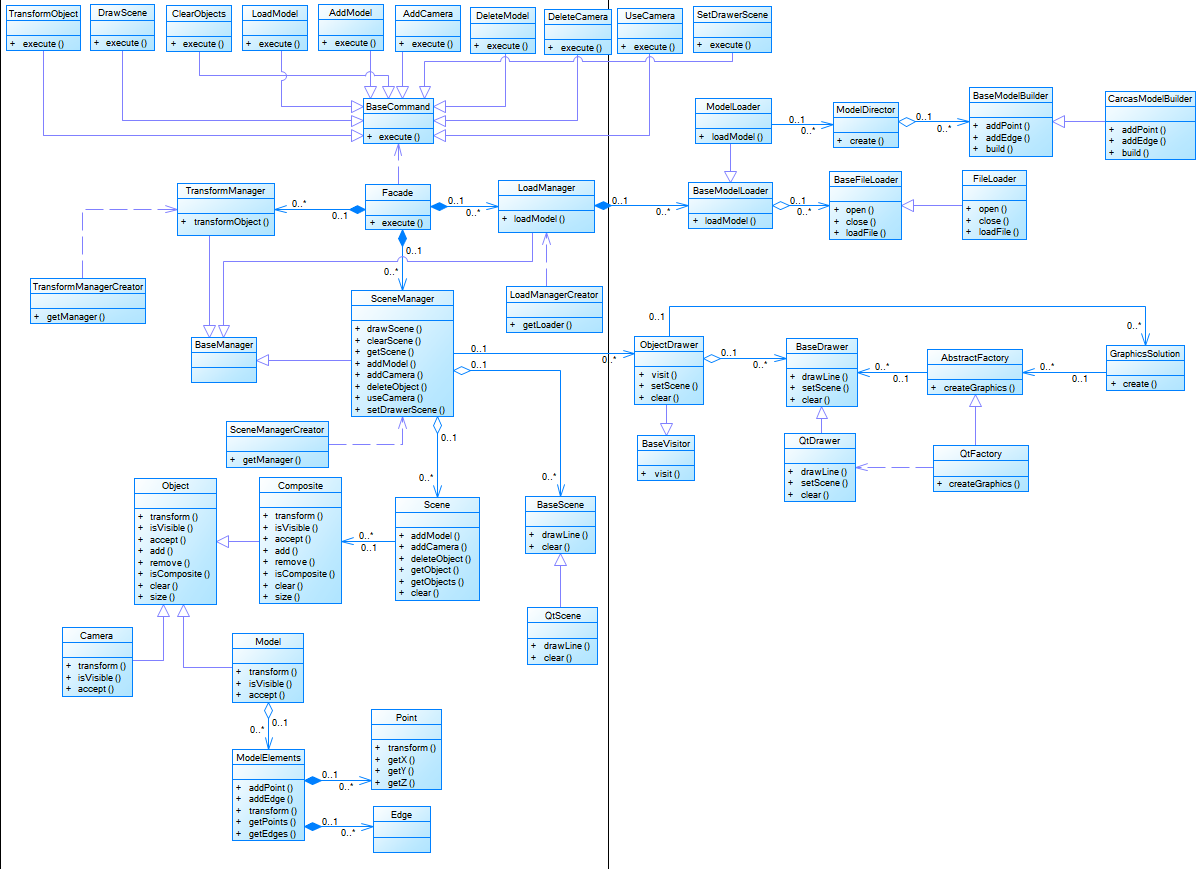 TransformObject
+ execute ()
DrawScene
+ execute ()
ClearObjects
+ execute ()
LoadModel
+ execute ()
AddModel
+ execute ()
AddCamera
+ execute ()
DeleteModel
+ execute ()
DeleteCamera
+ execute ()
UseCamera
+ execute ()
SetDrawerScene
+ execute ()
BaseCommand
+ execute ()
ModelLoader
+ loadModel ()
0..1
0..*
ModelDirector
+ create ()
0..1
0..*
BaseModelBuilder
+ addPoint ()
+ addEdge ()
+ build ()
CarcasModelBuilder
+ addPoint ()
+ addEdge ()
+ build ()
TransformManager
+ transformObject ()
0..*
0..1
Facade
+ execute ()
0..1
0..*
LoadManager
+ loadModel ()
0..1
0..*
BaseModelLoader
+ loadModel ()
0..1
0..*
BaseFileLoader
+ open ()
+ close ()
+ loadFile ()
FileLoader
+ open ()
+ close ()
+ loadFile ()
0..1
0..*
TransformManagerCreator
+ getManager ()
LoadManagerCreator
+ getLoader ()
BaseManager
SceneManager
+ drawScene ()
+ clearScene ()
+ getScene ()
+ addModel ()
+ addCamera ()
+ deleteObject ()
+ useCamera ()
+ setDrawerScene ()
0..1
0..*
0..1
0..*
0..1
0..*
0..1
0..*
ObjectDrawer
+ visit ()
+ setScene ()
+ clear ()
0..1
0..*
BaseDrawer
+ drawLine ()
+ setScene ()
+ clear ()
0..*
0..1
AbstractFactory
+ createGraphics ()
0..*
0..1
GraphicsSolution
+ create ()
SceneManagerCreator
+ getManager ()
BaseVisitor
+ visit ()
QtDrawer
+ drawLine ()
+ setScene ()
+ clear ()
QtFactory
+ createGraphics ()
Object
+ transform ()
+ isVisible ()
+ accept ()
+ add ()
+ remove ()
+ isComposite ()
+ clear ()
+ size ()
Composite
+ transform ()
+ isVisible ()
+ accept ()
+ add ()
+ remove ()
+ isComposite ()
+ clear ()
+ size ()
0..*
0..1
Scene
+ addModel ()
+ addCamera ()
+ deleteObject ()
+ getObject ()
+ getObjects ()
+ clear ()
BaseScene
+ drawLine ()
+ clear ()
QtScene
+ drawLine ()
+ clear ()
Camera
+ transform ()
+ isVisible ()
+ accept ()
Model
+ transform ()
+ isVisible ()
+ accept ()
0..1
0..*
ModelElements
+ addPoint ()
+ addEdge ()
+ transform ()
+ getPoints ()
+ getEdges ()
0..1
0..*
Point
+ transform ()
+ getX ()
+ getY ()
+ getZ ()
0..1
0..*
Edge